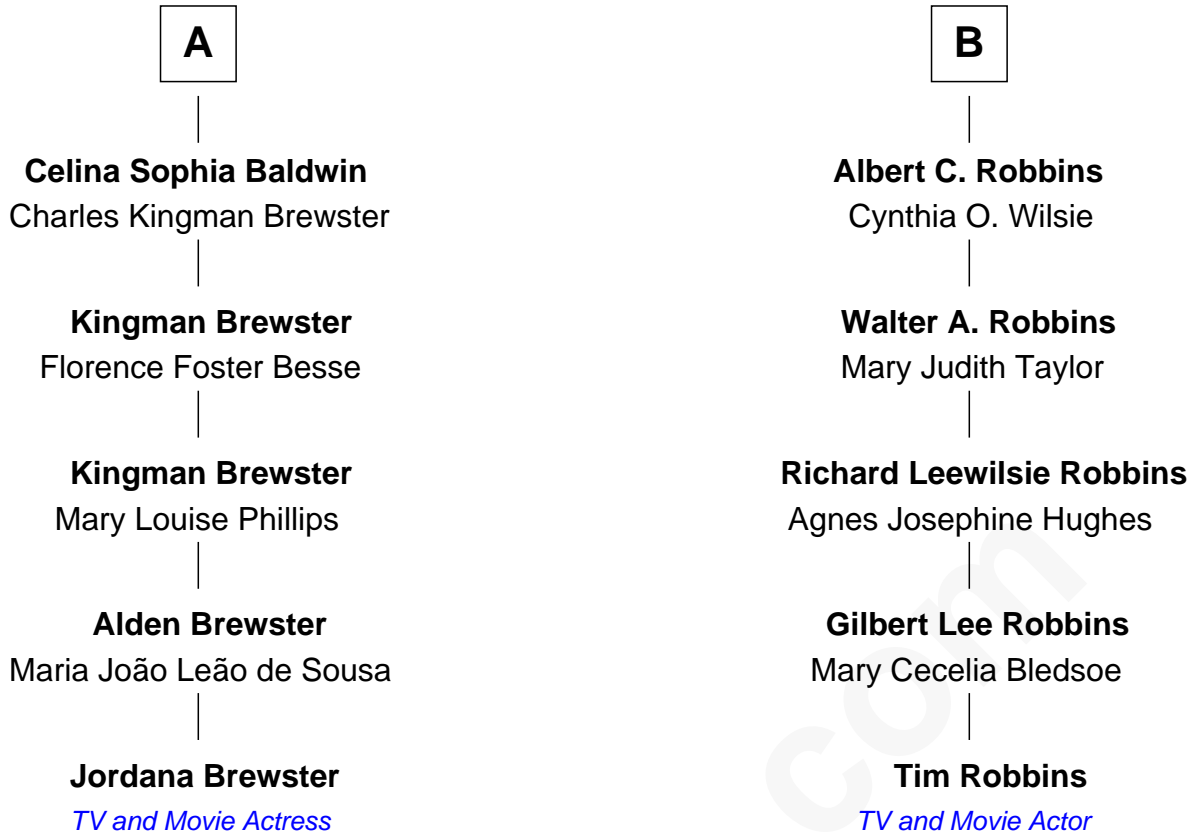 A
Celina Sophia Baldwin
Charles Kingman Brewster
Kingman Brewster
Florence Foster Besse
Kingman Brewster
Mary Louise Phillips
Alden Brewster
Maria João Leão de Sousa
Jordana Brewster
TV and Movie Actress
B
Albert C. Robbins
Cynthia O. Wilsie
Walter A. Robbins
Mary Judith Taylor
Richard Leewilsie Robbins
Agnes Josephine Hughes
Gilbert Lee Robbins
Mary Cecelia Bledsoe
Tim Robbins
TV and Movie Actor
com